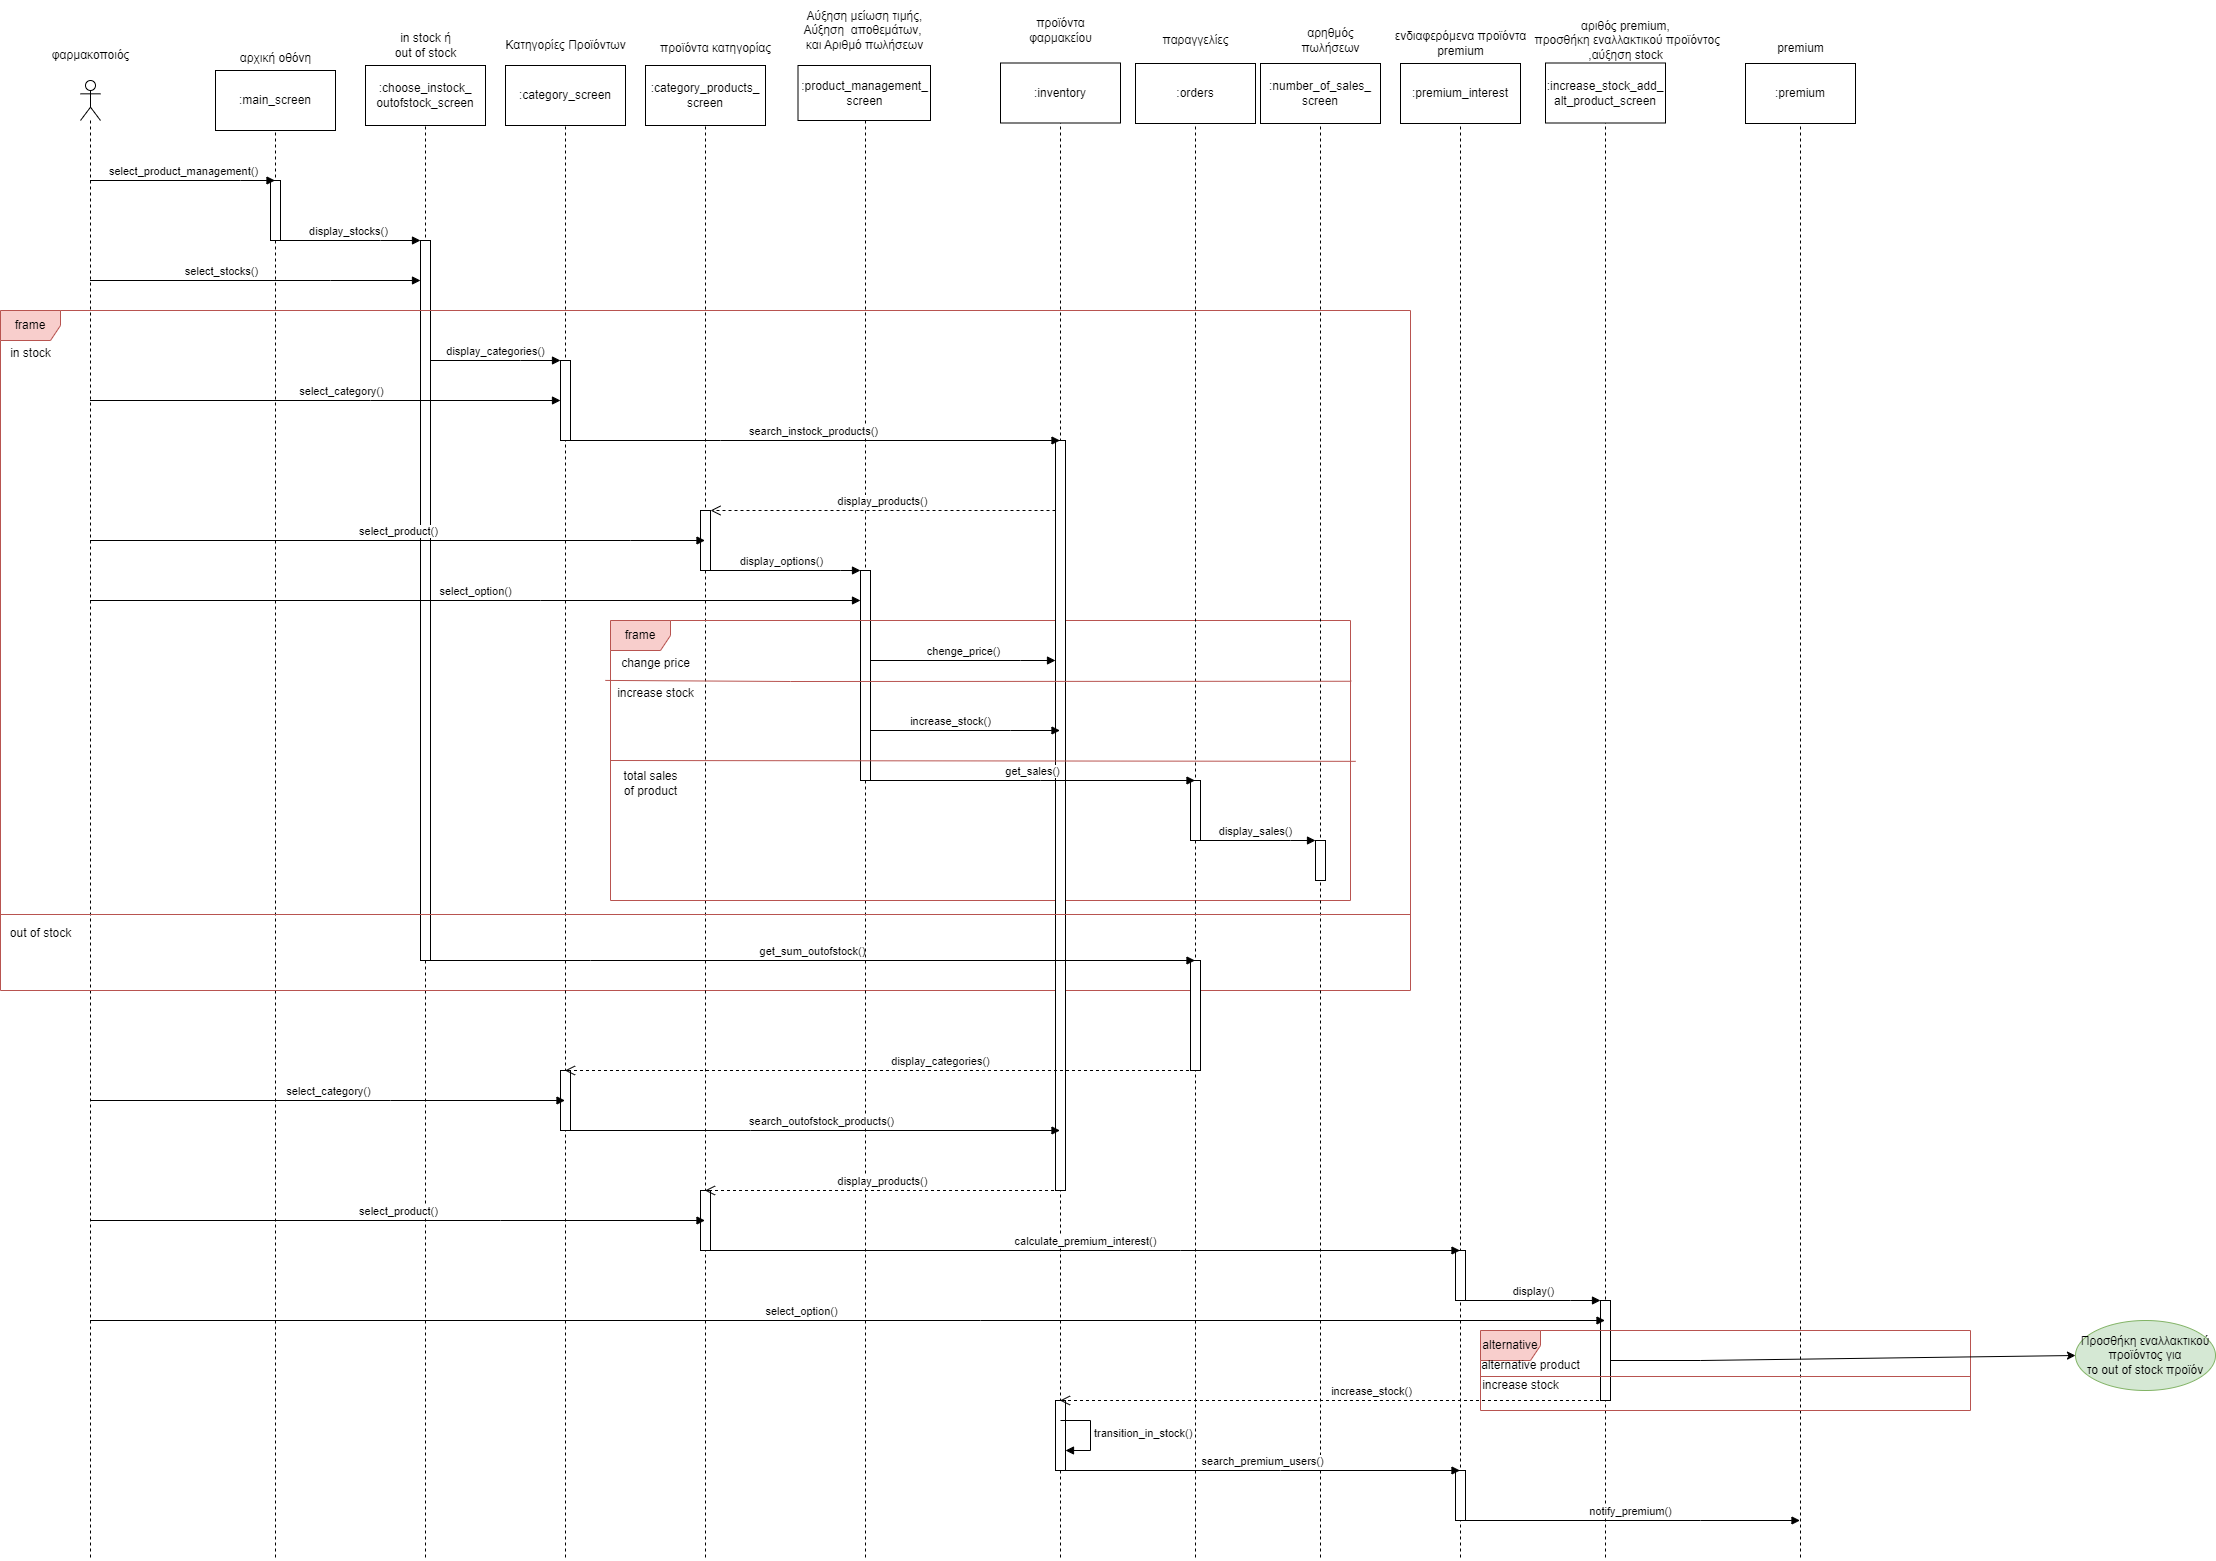 φαρμακοποιός
αρχική οθόνη
in stock ή
out of stock
Κατηγορίες Προϊόντων
προϊόντα κατηγορίας
Αύξηση μείωση τιμής,
Αύξηση αποθεμάτων,
και Αριθμό πωλήσεων
προϊόντα
φαρμακείου
παραγγελίες
αρηθμός
πωλήσεων
ενδιαφερόμενα προϊόντα
premium
αριθός premium,
προσθήκη εναλλακτικού προϊόντος
,αύξηση stock
premium
:main_screen
:choose_instock_
outofstock_screen
:category_screen
:category_products_
screen
:product_management_
screen
:inventory
:orders
:number_of_sales_
screen
:premium_interest
:increase_stock_add_
alt_product_screen
:premium
select_product_management()
display_stocks()
select_stocks()
frame
in stock
display_categories()
select_category()
search_instock_products()
display_products()
select_product()
display_options()
select_option()
frame
change price
chenge_price()
increase stock
increase_stock()
total sales
of product
get_sales()
display_sales()
out of stock
get_sum_outofstock()
display_categories()
select_category()
search_outofstock_products()
display_products()
select_product()
calculate_premium_interest()
display()
select_option()
alternative
alternative product
Προσθήκη εναλλακτικού
προϊόντος για
το out of stock προϊόν
increase stock
increase_stock()
transition_in_stock()
search_premium_users()
notify_premium()